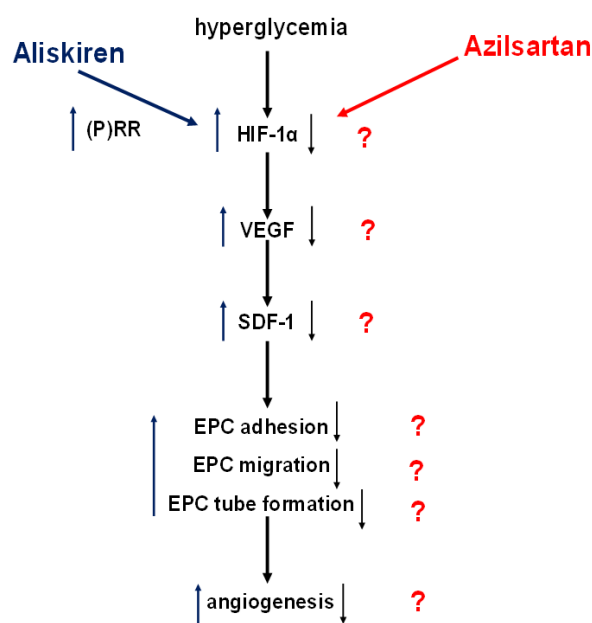 hyperglycemia
Aliskiren
Azilsartan
(P)RR
HIF-1α
?
VEGF
?
SDF-1
?
EPC adhesion
?
EPC migration
?
EPC tube formation
?
angiogenesis
?